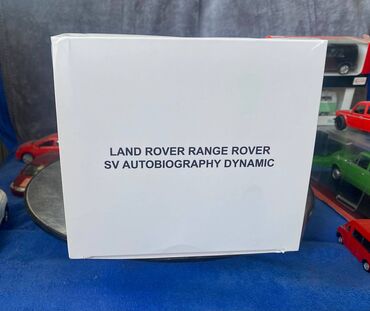 LAND ROVER RANGE ROVER
SV AUTOBIOGRAPHY DYNAMIC